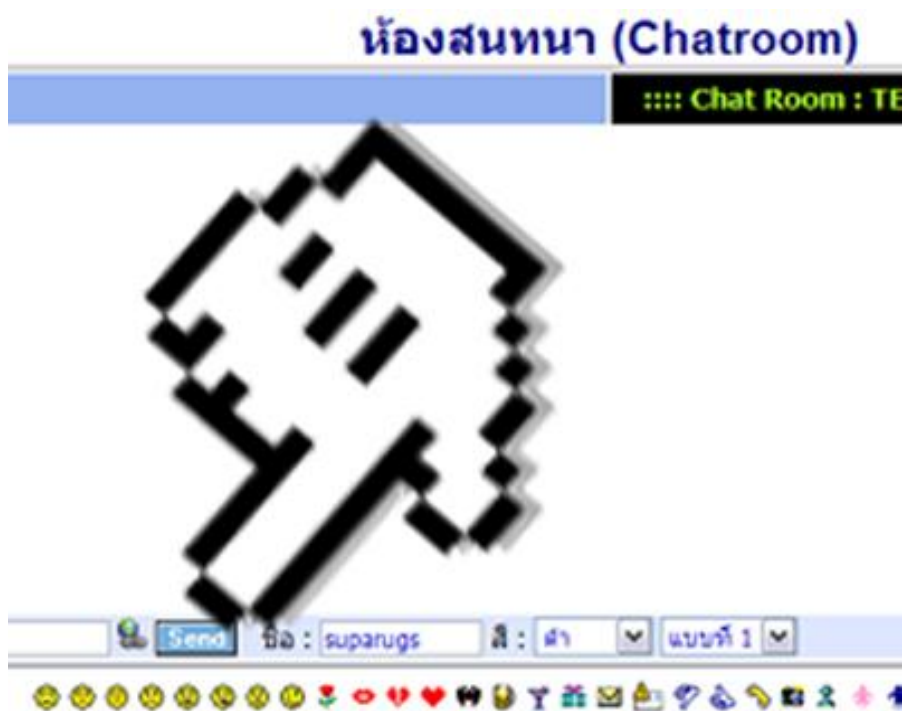 ห้องสนทนา (Chatroom)
:::: Chat Room : TE
Send ชื่อ : suparugs สี : ดำ แบบที่ 1